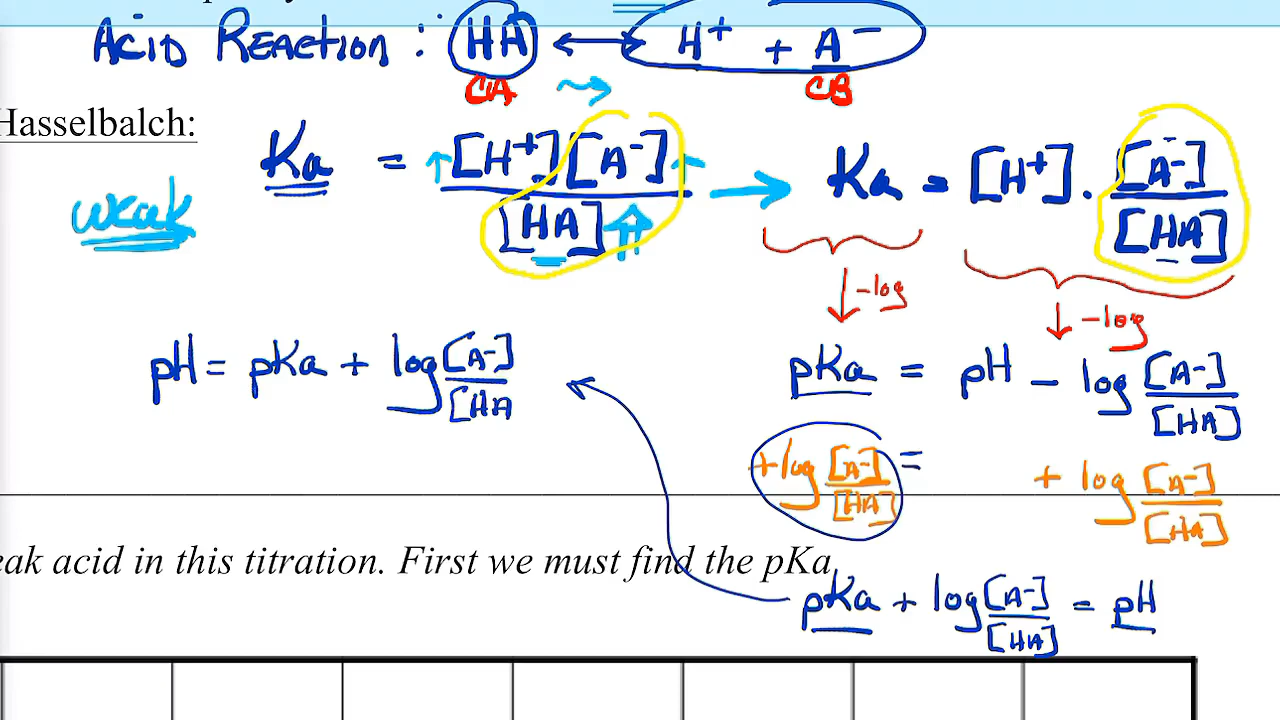 ACID REACTION : HA ⟷ H⁺ + A⁻
CA CB
Hasselbalch:
Ka = ↑[H⁺][A⁻]↑ / [HA]⇑ → Ka = [H⁺] · [A⁻] / [HA]
weak
-log -log
pH = pKa + log [A-] / [HA
pKa = pH - log [A-] / [HA]
+log [A-] / [HA] = + log [A-] / [HA]
eak acid in this titration. First we must find the pKa
pKa + log [A-] / [HA] = pH